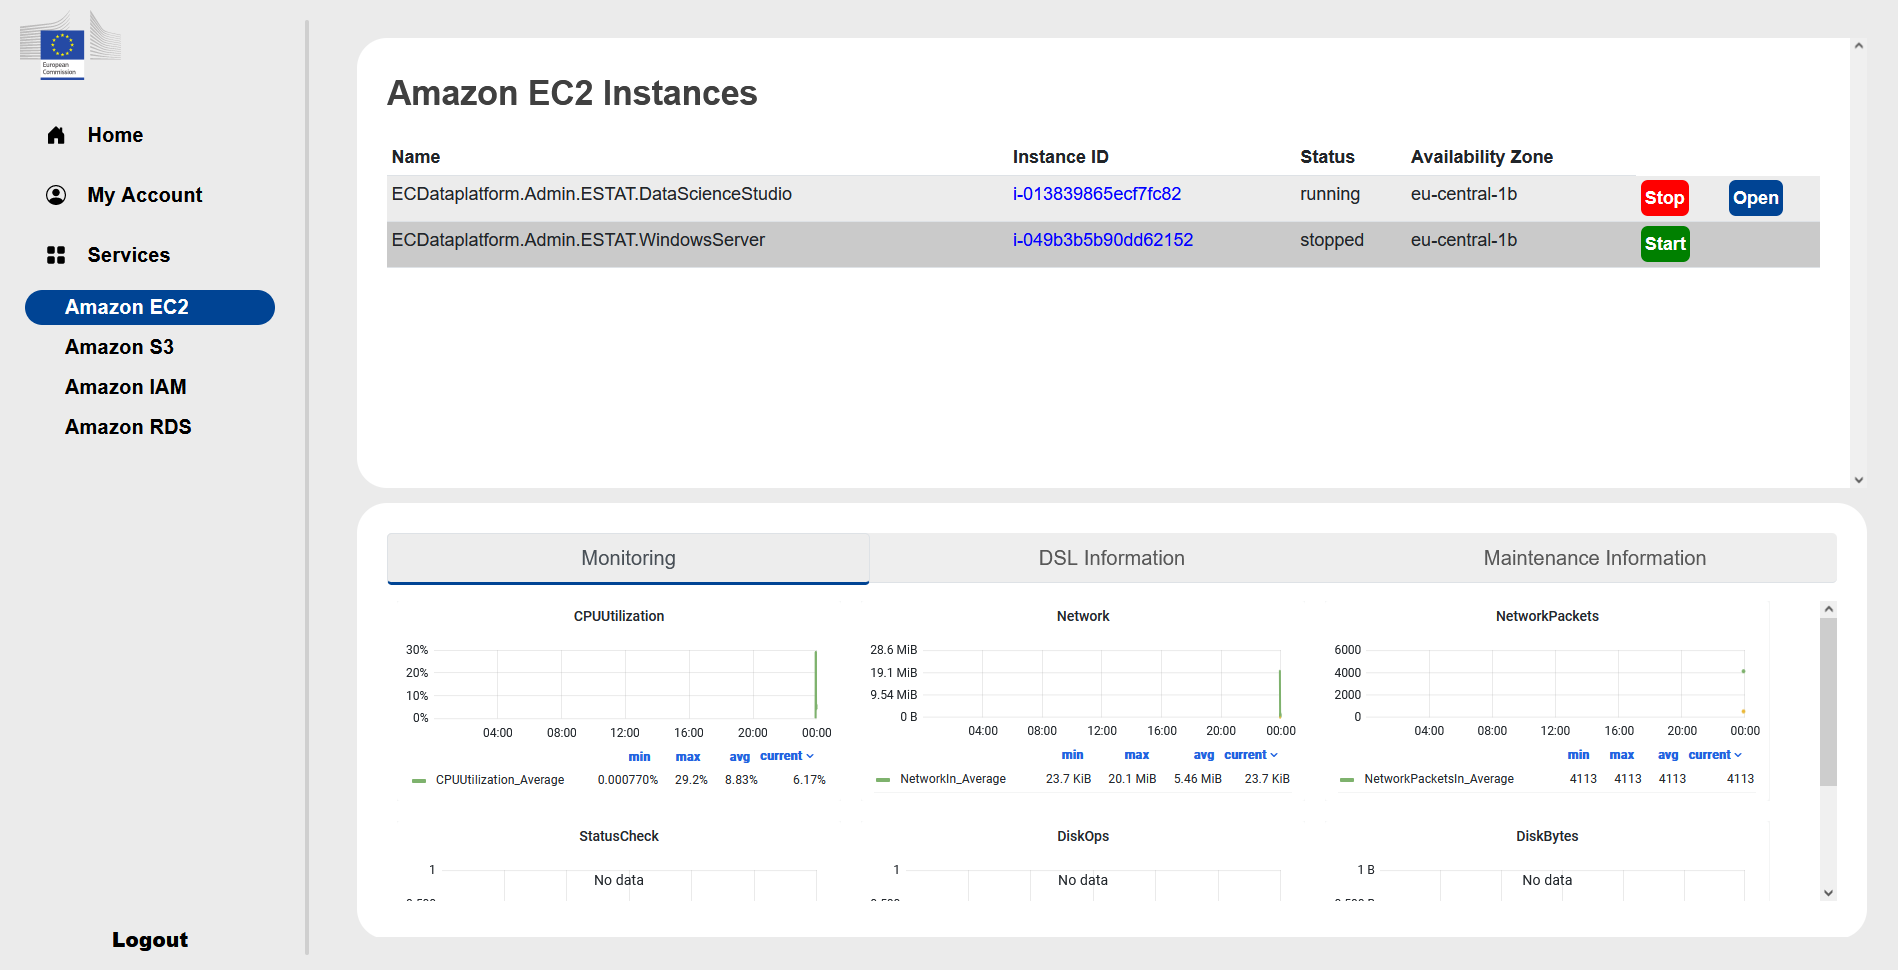 European
Commission
Home
My Account
Services
Amazon EC2
Amazon S3
Amazon IAM
Amazon RDS
Logout
Amazon EC2 Instances
Name Instance ID Status Availability Zone
ECDataplatform.Admin.ESTAT.DataScienceStudio i-013839865ecf7fc82 running eu-central-1b Stop Open
ECDataplatform.Admin.ESTAT.WindowsServer i-049b3b5b90dd62152 stopped eu-central-1b Start
Monitoring DSL Information Maintenance Information
CPUUtilization
30%
20%
10%
0%
04:00 08:00 12:00 16:00 20:00 00:00
min max avg current
CPUUtilization_Average 0.000770% 29.2% 8.83% 6.17%
Network
28.6 MiB
19.1 MiB
9.54 MiB
0 B
04:00 08:00 12:00 16:00 20:00 00:00
min max avg current
NetworkIn_Average 23.7 KiB 20.1 MiB 5.46 MiB 23.7 KiB
NetworkPackets
6000
4000
2000
0
04:00 08:00 12:00 16:00 20:00 00:00
min max avg current
NetworkPacketsIn_Average 4113 4113 4113 4113
StatusCheck
1
No data
DiskOps
1
No data
DiskBytes
1 B
No data